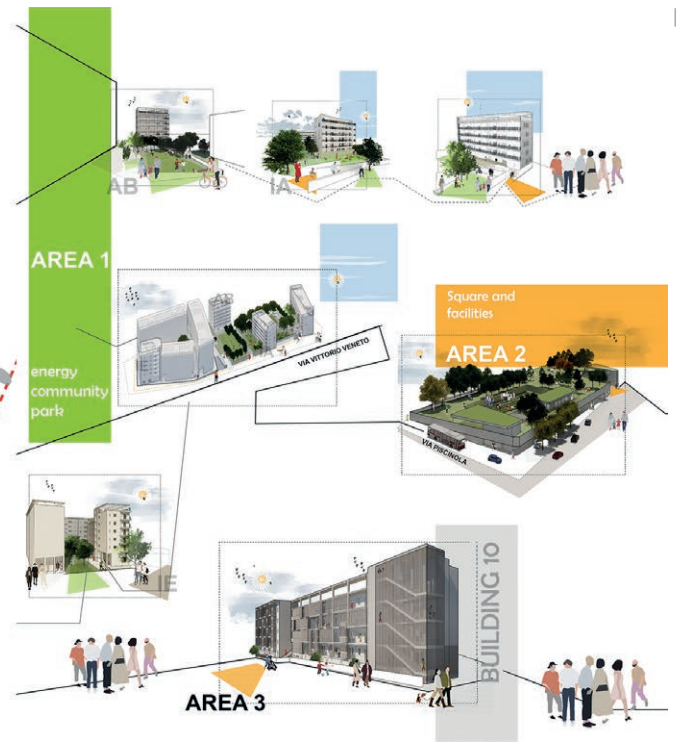 AB
IA
AREA 1
energy
community
park
VIA VITTORIO VENETO
Square and
facilities
AREA 2
VIA PISCINOLA
IE
BUILDING 10
AREA 3